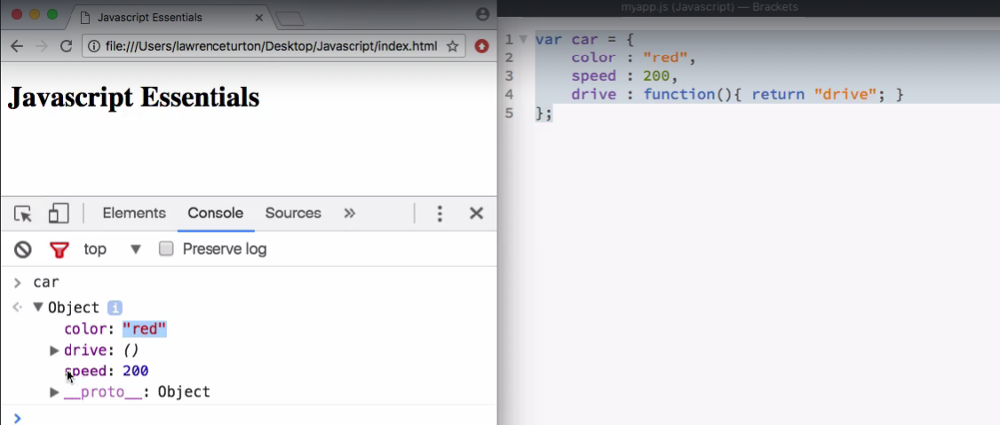 Javascript Essentials
file:///Users/lawrenceturton/Desktop/Javascript/index.html
Javascript Essentials
Elements Console Sources »
top Preserve log
car
Object i
color: "red"
drive: ()
speed: 200
__proto__: Object
myapp.js (Javascript) — Brackets
1 var car = {
2 color : "red",
3 speed : 200,
4 drive : function(){ return "drive"; }
5 };